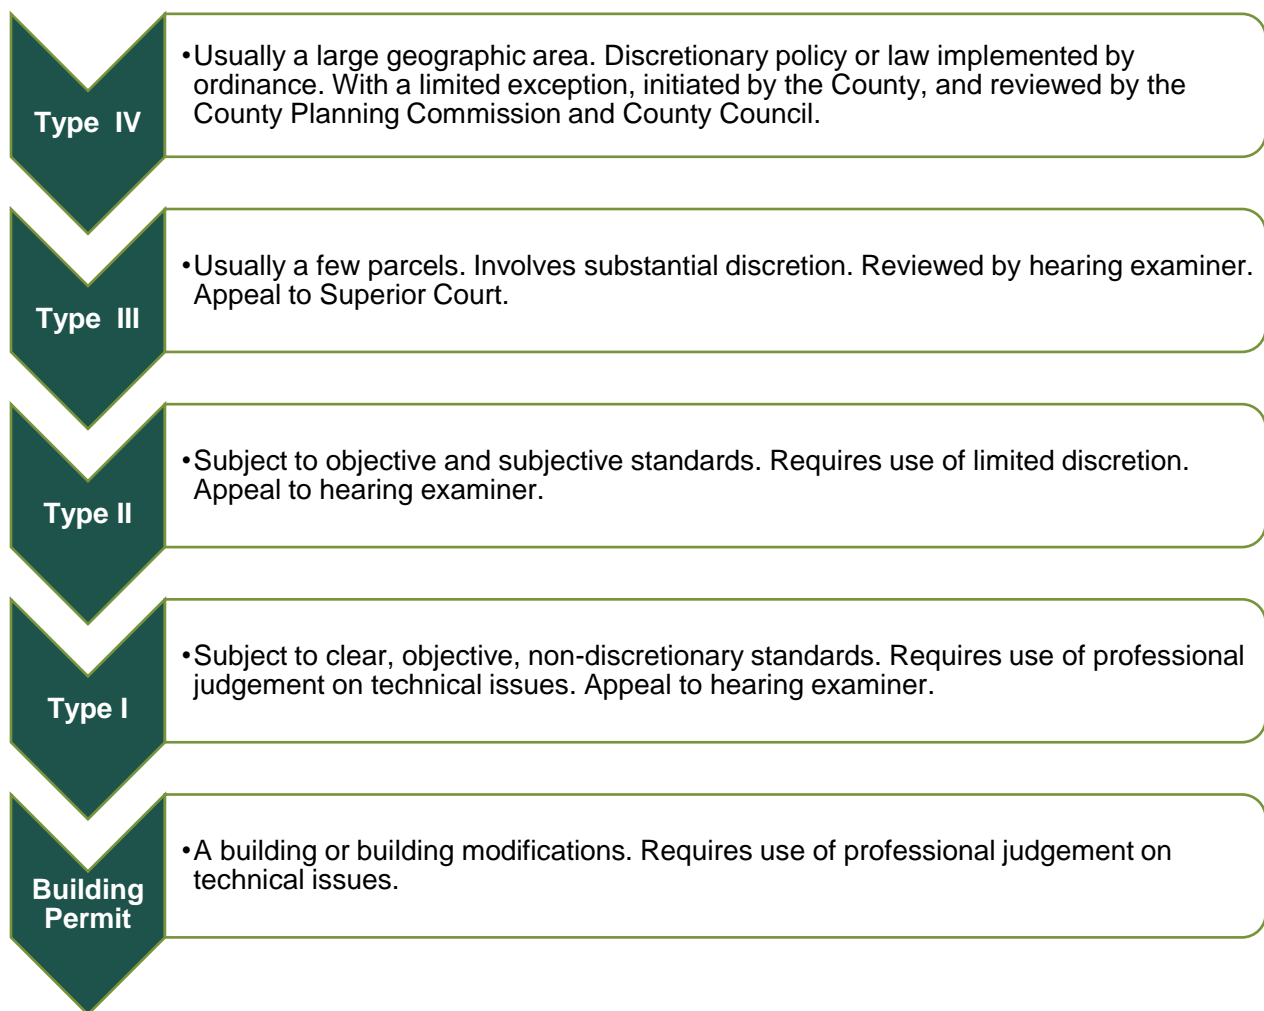 Type  IV
•Usually a large geographic area. Discretionary policy or law implemented by
ordinance. With a limited exception, initiated by the County, and reviewed by the
County Planning Commission and County Council.
Type  III
•Usually a few parcels. Involves substantial discretion. Reviewed by hearing examiner.
Appeal to Superior Court.
Type II
•Subject to objective and subjective standards. Requires use of limited discretion.
Appeal to hearing examiner.
Type I
•Subject to clear, objective, non-discretionary standards. Requires use of professional
judgement on technical issues. Appeal to hearing examiner.
Building
Permit
•A building or building modifications. Requires use of professional judgement on
technical issues.